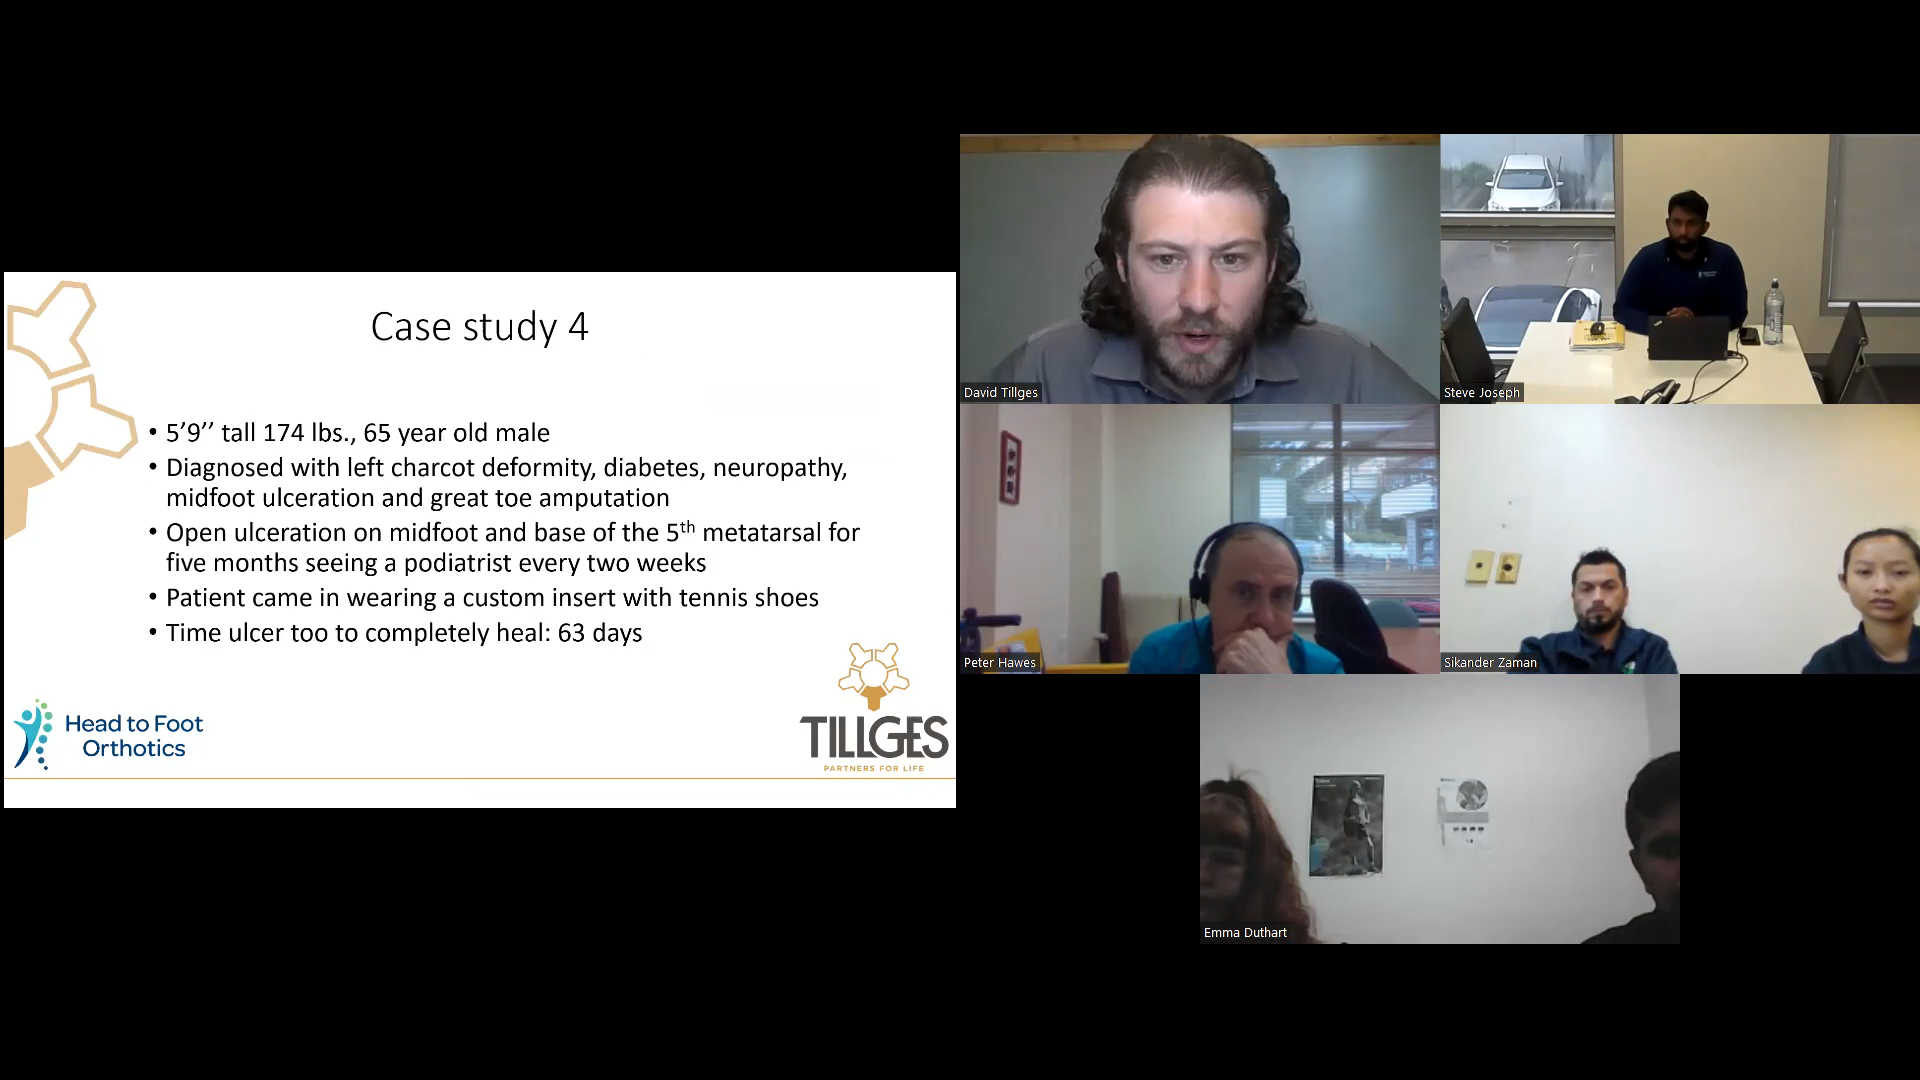 Case study 4
• 5’9’’ tall 174 lbs., 65 year old male
• Diagnosed with left charcot deformity, diabetes, neuropathy,
midfoot ulceration and great toe amputation
• Open ulceration on midfoot and base of the 5th metatarsal for
five months seeing a podiatrist every two weeks
• Patient came in wearing a custom insert with tennis shoes
• Time ulcer too to completely heal: 63 days
Head to Foot
Orthotics
TILLGES
PARTNERS FOR LIFE
David Tillges
Steve Joseph
Peter Hawes
Sikander Zaman
Emma Duthart